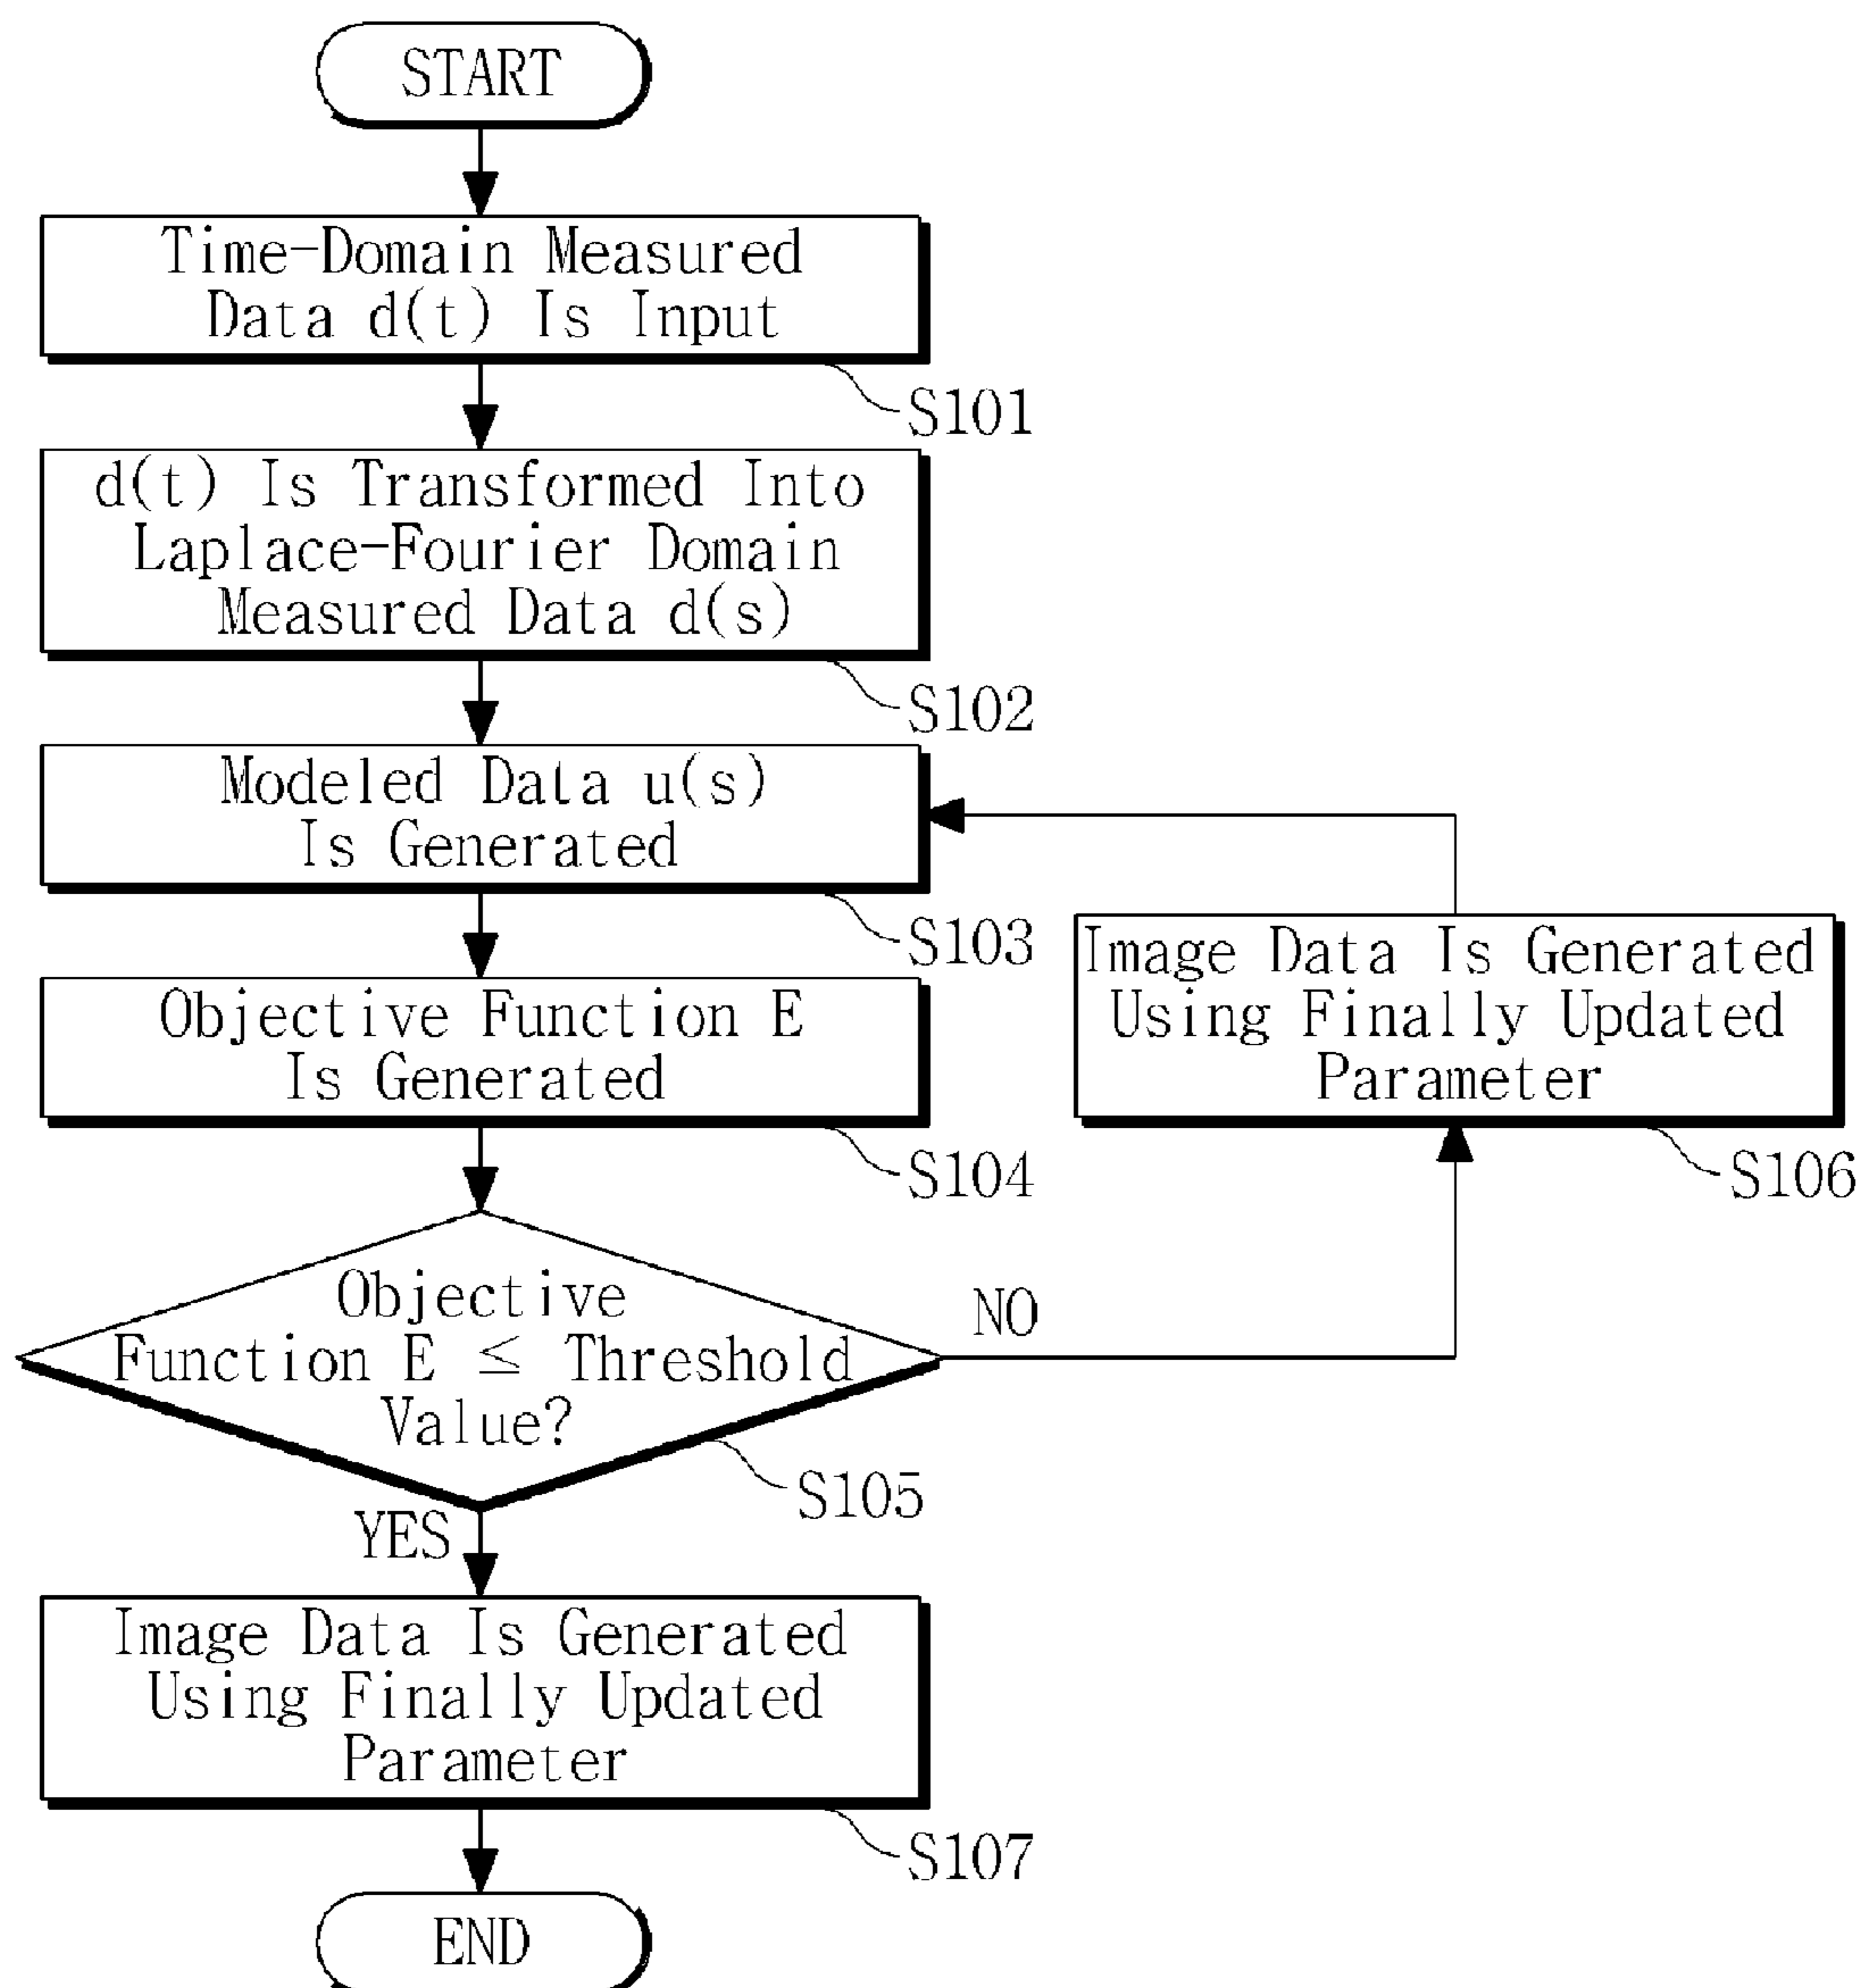 START
Time-Domain Measured
Data d(t) Is Input
S101
d(t) Is Transformed Into
Laplace-Fourier Domain
Measured Data d(s)
S102
Modeled Data u(s)
Is Generated
S103
Objective Function E
Is Generated
S104
Objective
Function E ≤ Threshold
Value?
S105
NO
Image Data Is Generated
Using Finally Updated
Parameter
S106
YES
Image Data Is Generated
Using Finally Updated
Parameter
S107
END